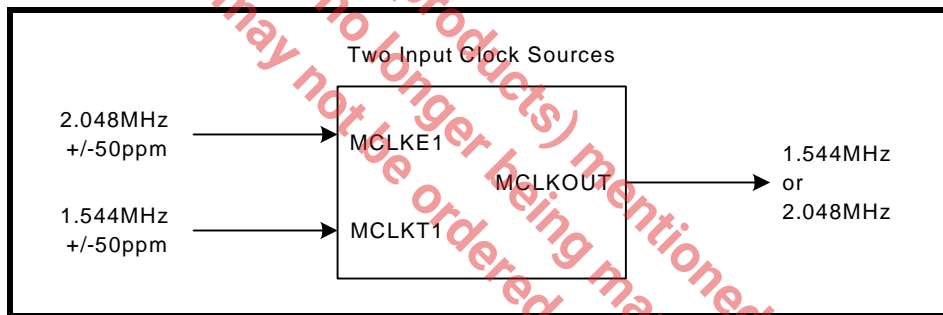 Two Input Clock Sources
2.048MHz
+/-50ppm
MCLKE1
MCLKOUT
1.544MHz
or
2.048MHz
1.544MHz
+/-50ppm
MCLKT1
products) mentioned
no longer being ma
may not be ordered